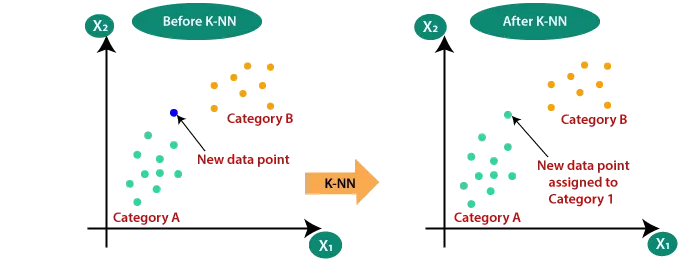 Before K-NN
X₂
Category B
New data point
Category A
X₁
K-NN
After K-NN
X₂
Category B
New data point
assigned to
Category 1
Category A
X₁